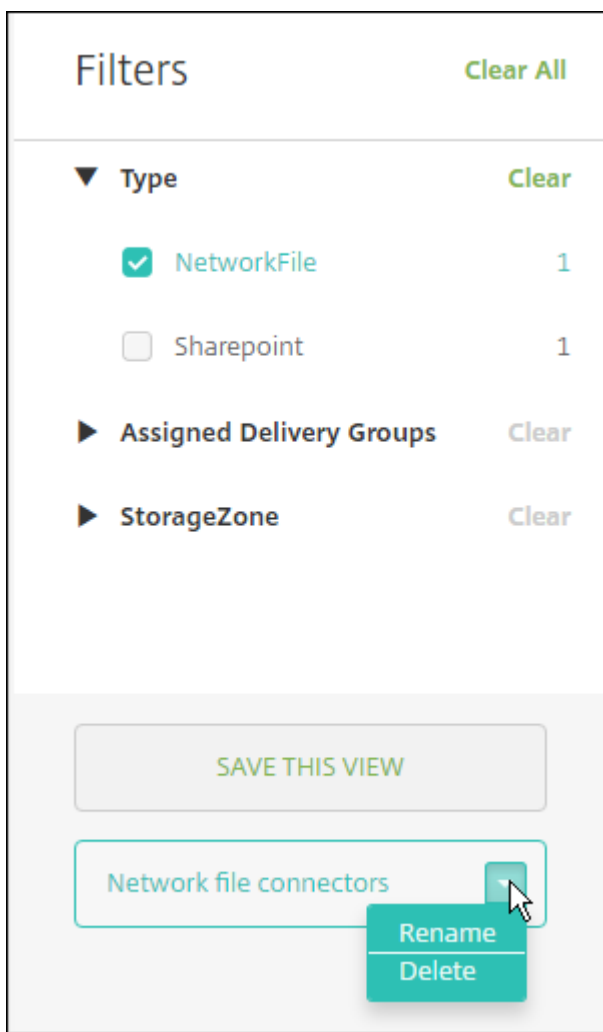 Filters Clear All
Type Clear
NetworkFile 1
Sharepoint 1
Assigned Delivery Groups Clear
StorageZone Clear
SAVE THIS VIEW
Network file connectors
Rename
Delete